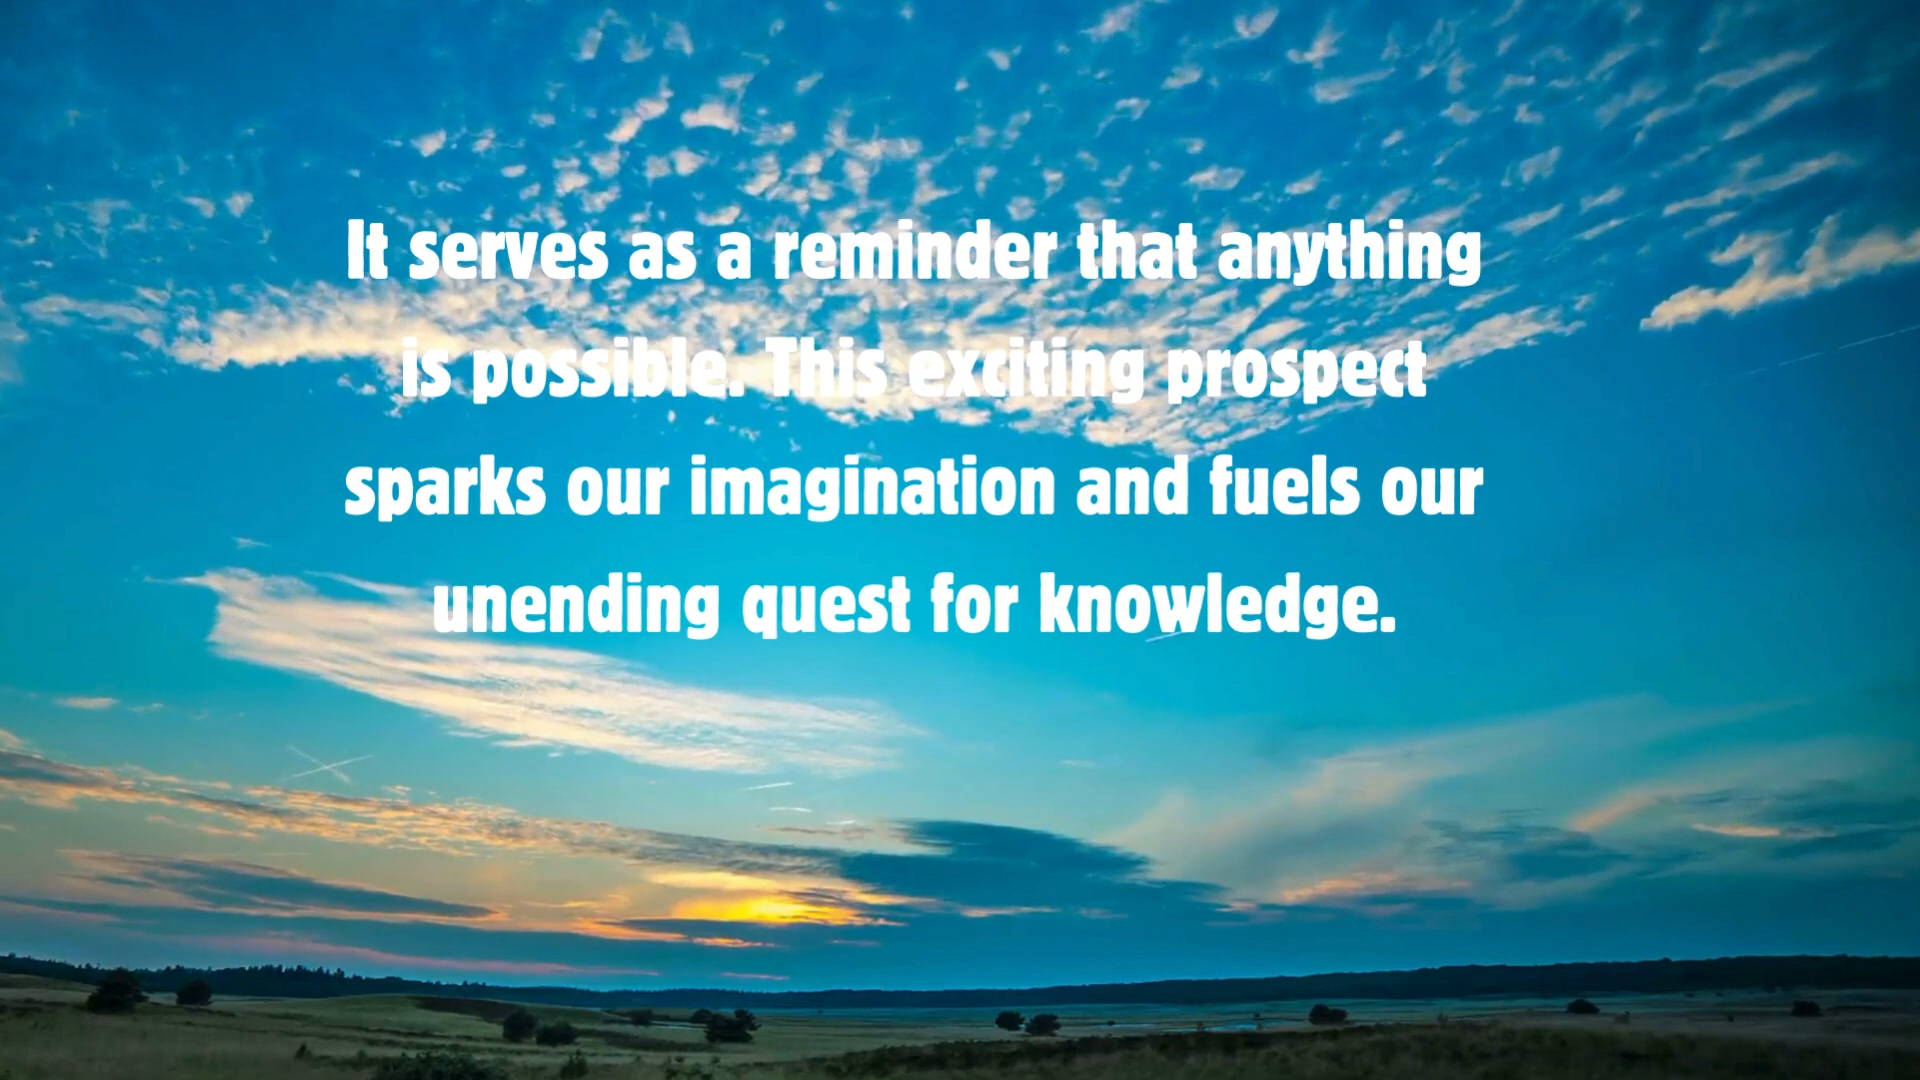 It serves as a reminder that anything
is possible. This exciting prospect
sparks our imagination and fuels our
unending quest for knowledge.